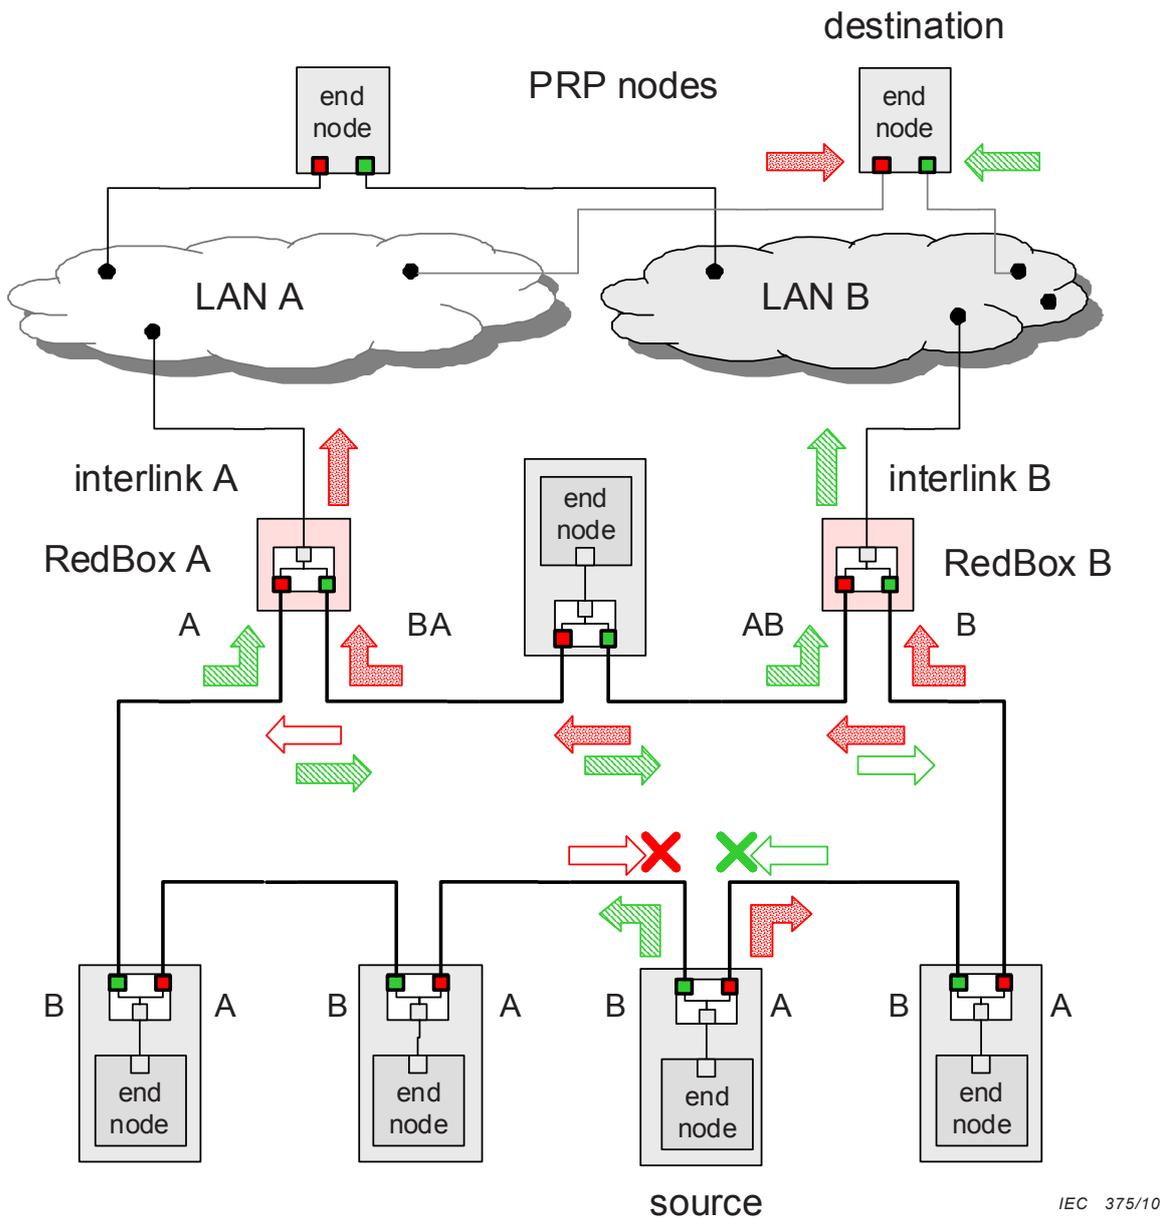 destination
PRP nodes
end
node
end
node
LAN A
LAN B
interlink A
interlink B
end
node
RedBox A
RedBox B
A
BA
AB
B
B
A
B
A
B
A
B
A
end
node
end
node
end
node
end
node
source
IEC 375/10